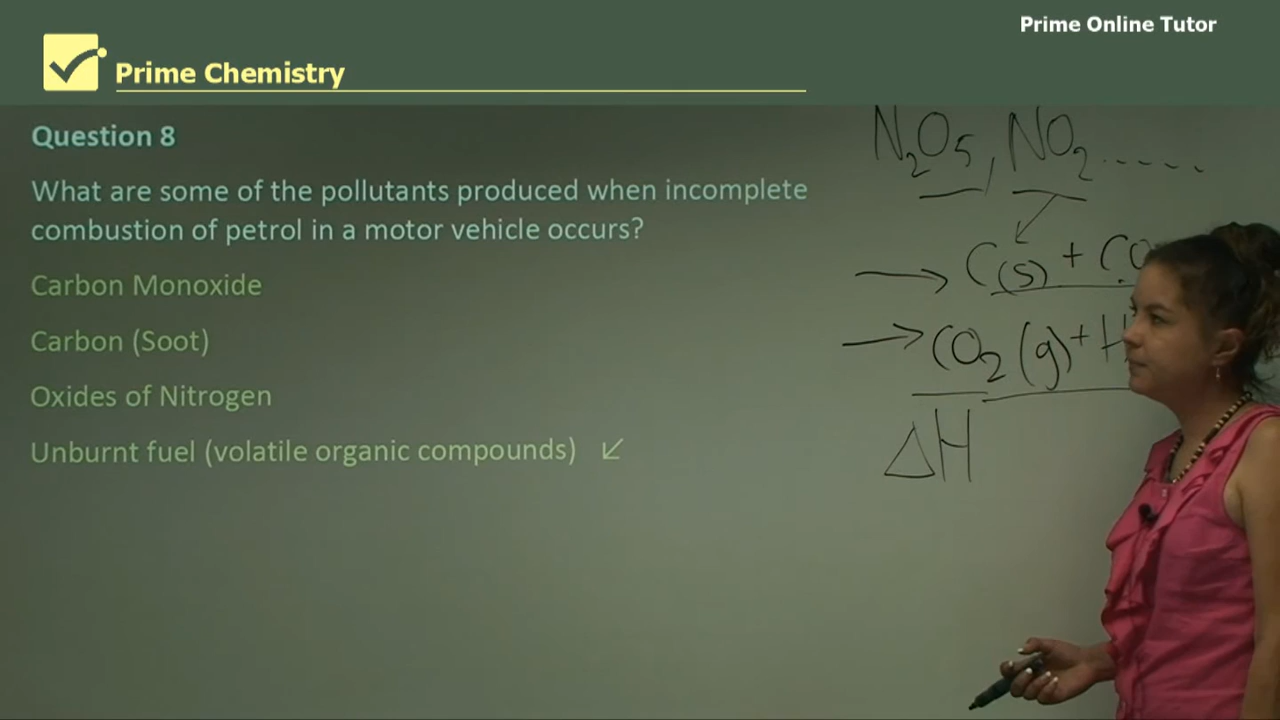 Prime Online Tutor
Prime Chemistry
Question 8
What are some of the pollutants produced when incomplete
combustion of petrol in a motor vehicle occurs?
Carbon Monoxide
Carbon (Soot)
Oxides of Nitrogen
Unburnt fuel (volatile organic compounds) ↙
N₂O₅, NO₂ ......
→ C(s) + CO
→ CO₂ (g) + H
ΔH